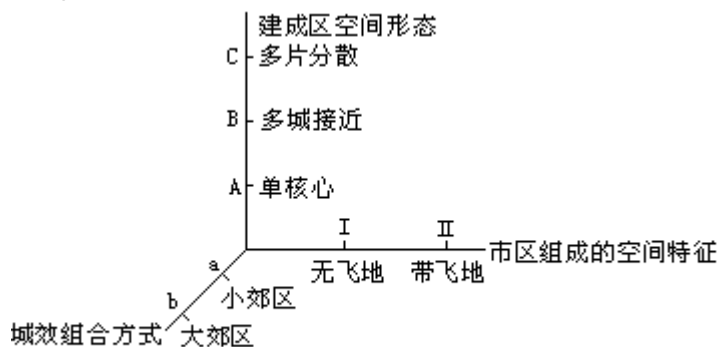 建成区空间形态
C 多片分散
B 多城接近
A 单核心
Ⅰ Ⅱ
无飞地 带飞地 市区组成的空间特征
a 小郊区
b 大郊区
城效组合方式